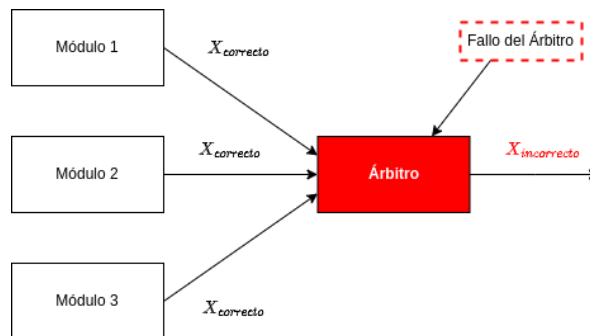 Módulo 1
X_correcto
Fallo del Árbitro
Módulo 2
X_correcto
Árbitro
X_incorrecto
Módulo 3
X_correcto